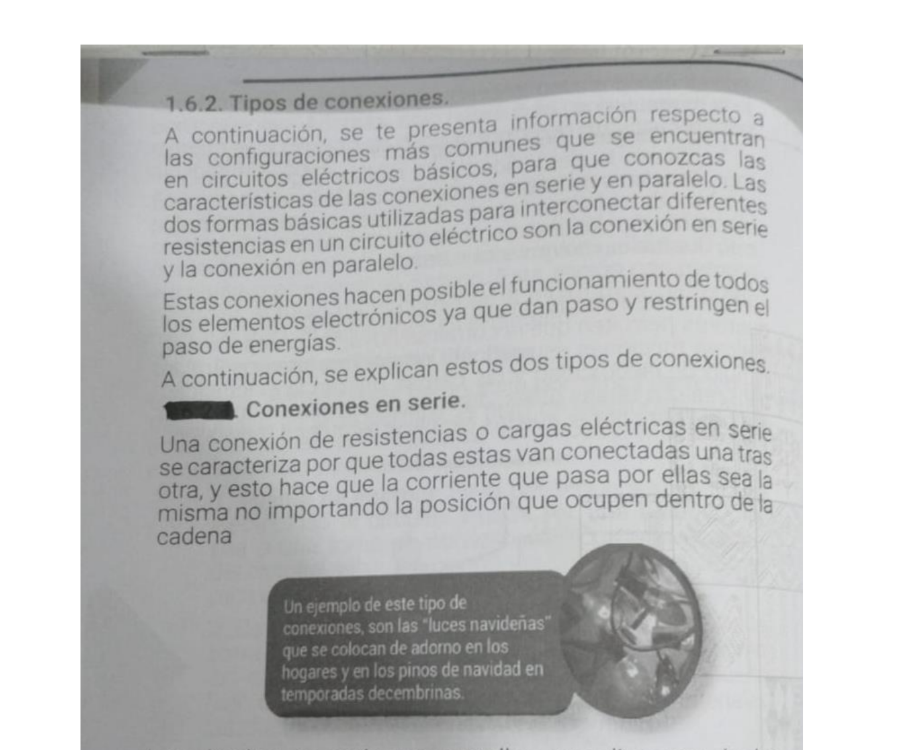 1.6.2. Tipos de conexiones.
A continuación, se te presenta información respecto a
las configuraciones más comunes que se encuentran
en circuitos eléctricos básicos, para que conozcas las
características de las conexiones en serie y en paralelo. Las
dos formas básicas utilizadas para interconectar diferentes
resistencias en un circuito eléctrico son la conexión en serie
y la conexión en paralelo.
Estas conexiones hacen posible el funcionamiento de todos
los elementos electrónicos ya que dan paso y restringen el
paso de energías.
A continuación, se explican estos dos tipos de conexiones.
Conexiones en serie.
Una conexión de resistencias o cargas eléctricas en serie
se caracteriza por que todas estas van conectadas una tras
otra, y esto hace que la corriente que pasa por ellas sea la
misma no importando la posición que ocupen dentro de la
cadena
Un ejemplo de este tipo de
conexiones, son las "luces navideñas"
que se colocan de adorno en los
hogares y en los pinos de navidad en
temporadas decembrinas.